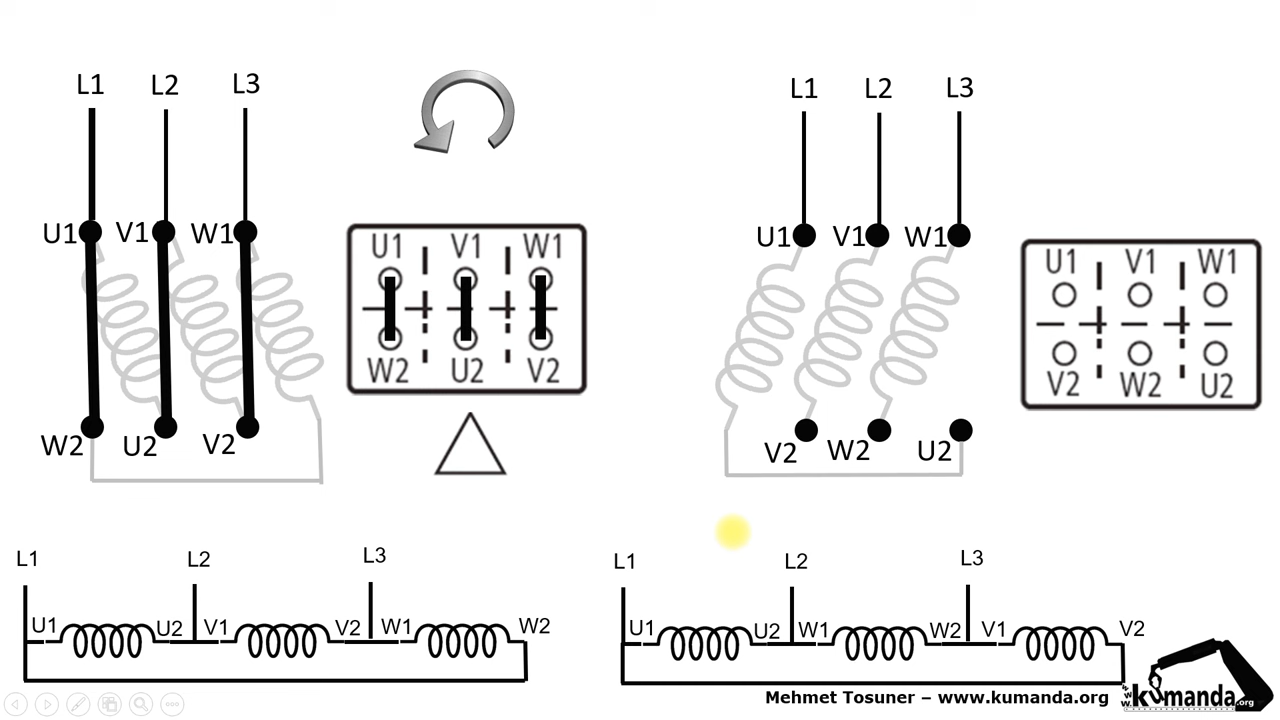 L1 L2 L3
U1 V1 W1
W2 U2 V2
U1 V1 W1
W2 U2 V2
L1 L2 L3
U1 V1 W1
V2 W2 U2
U1 V1 W1
V2 W2 U2
L1 L2 L3
U1 U2 V1 V2 W1 W2
L1 L2 L3
U1 U2 W1 W2 V1 V2
Mehmet Tosuner – www.kumanda.org
www.kumanda.org